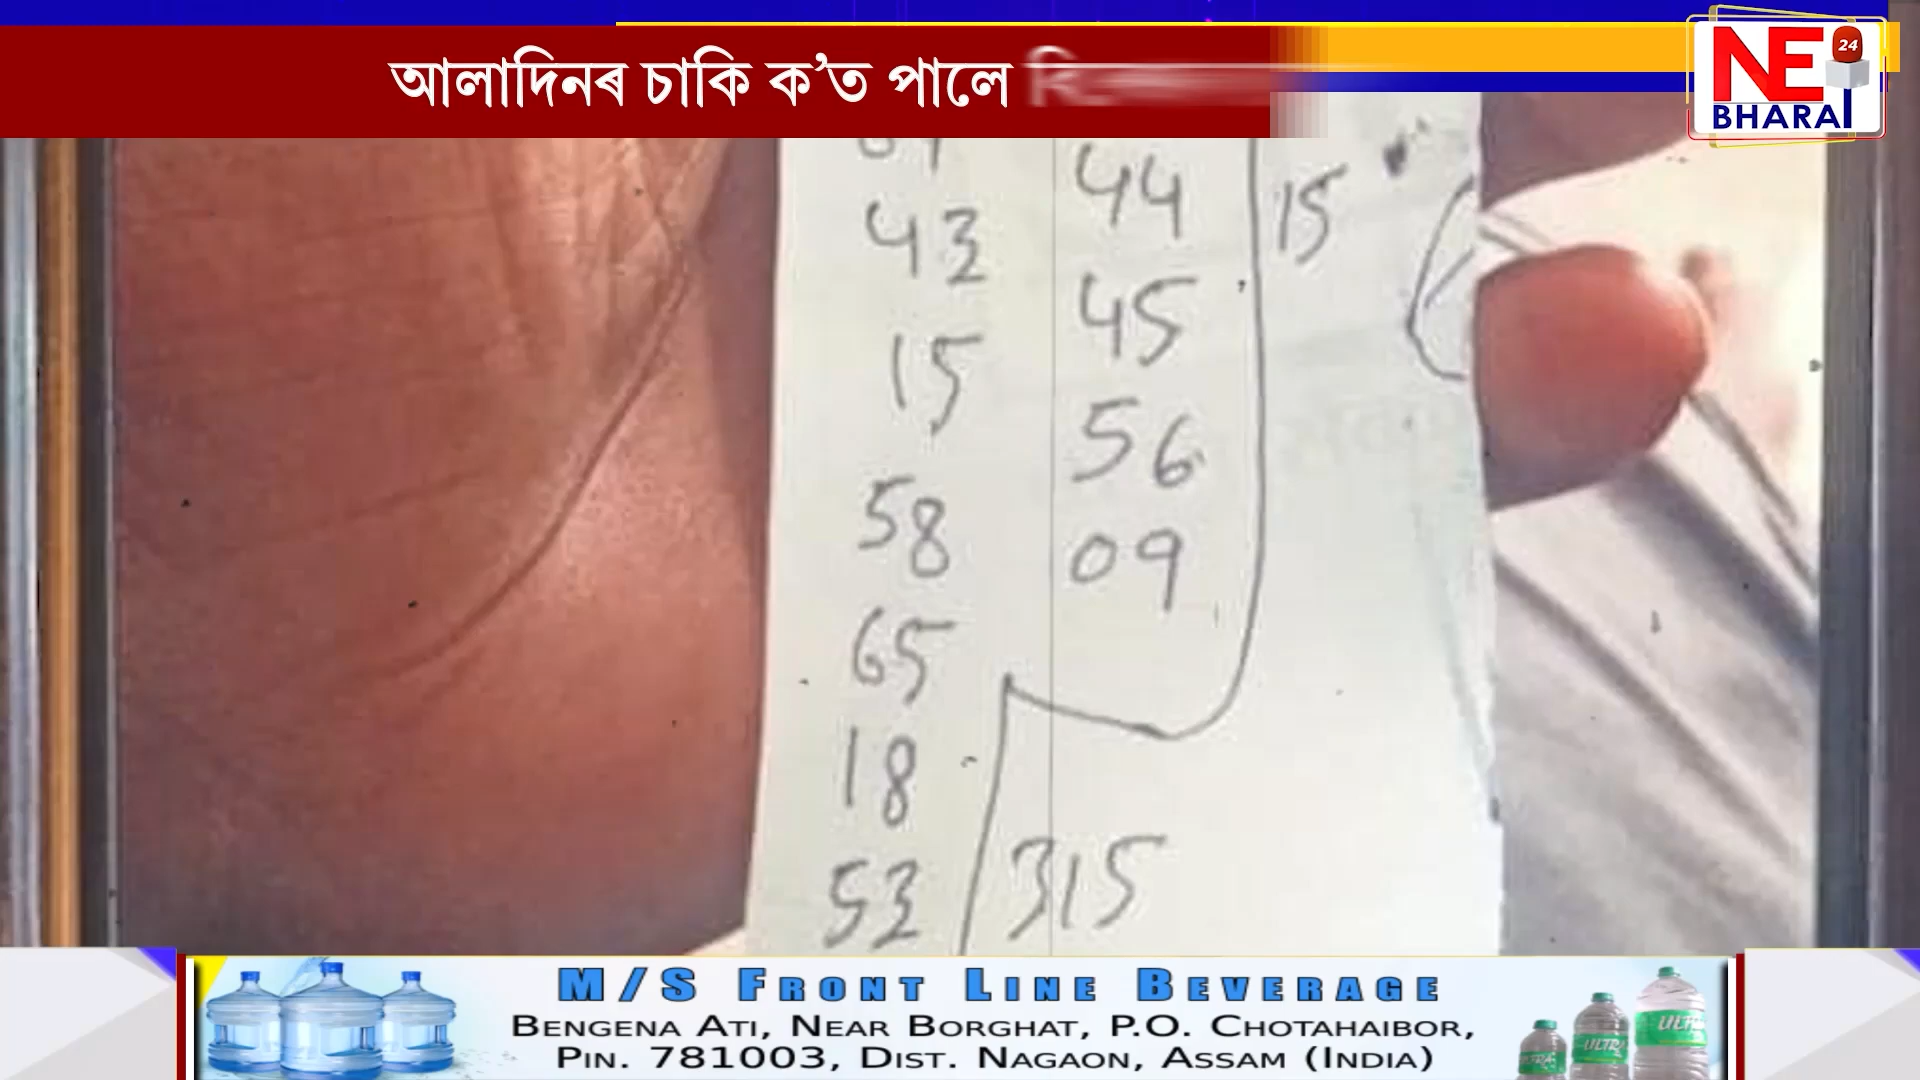 আলাদিনৰ চাকি ক’ত পালে
NE
24
BHARAT
43
15
58
65
18
53
44
45
56
09
15
315
M/S FRONT LINE BEVERAGE
BENGENA ATI, NEAR BORGHAT, P.O. CHOTAHAIBOR,
PIN. 781003, DIST. NAGAON, ASSAM (INDIA)
ULTRA